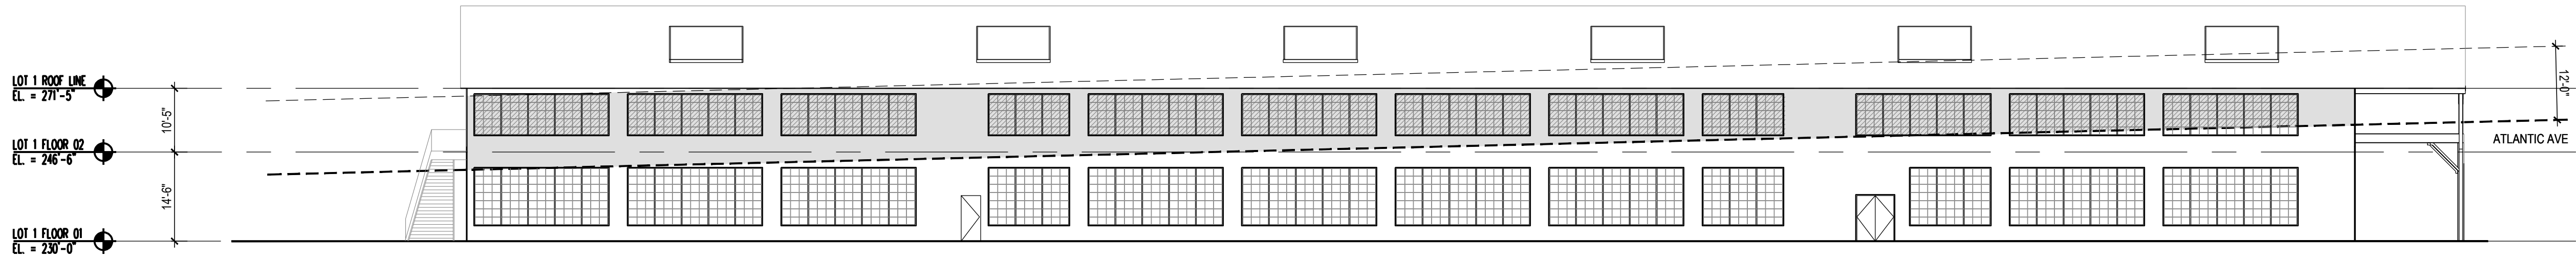 LOT 1 ROOF LINE
EL. = 271'-5"
10'-5"
LOT 1 FLOOR 02
EL. = 246'-6"
14'-6"
LOT 1 FLOOR 01
EL. = 230'-0"
12'-0"
ATLANTIC AVE